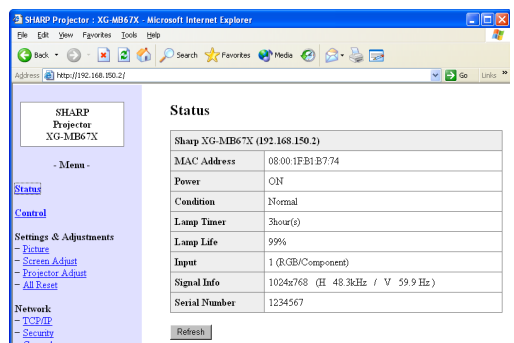 SHARP Projector : XG-MB67X - Microsoft Internet Explorer
File Edit View Favorites Tools Help
Back Search Favorites Media
Address http://192.168.150.2/ Go Links »
SHARP
Projector
XG-MB67X
- Menu -
Status
Control
Settings & Adjustments
– Picture
– Screen Adjust
– Projector Adjust
– All Reset
Network
– TCP/IP
– Security
Status
Sharp XG-MB67X (192.168.150.2)
MAC Address 08:00:1F:B1:B7:74
Power ON
Condition Normal
Lamp Timer 3hour(s)
Lamp Life 99%
Input 1 (RGB/Component)
Signal Info 1024x768 (H 48.3kHz / V 59.9 Hz)
Serial Number 1234567
Refresh